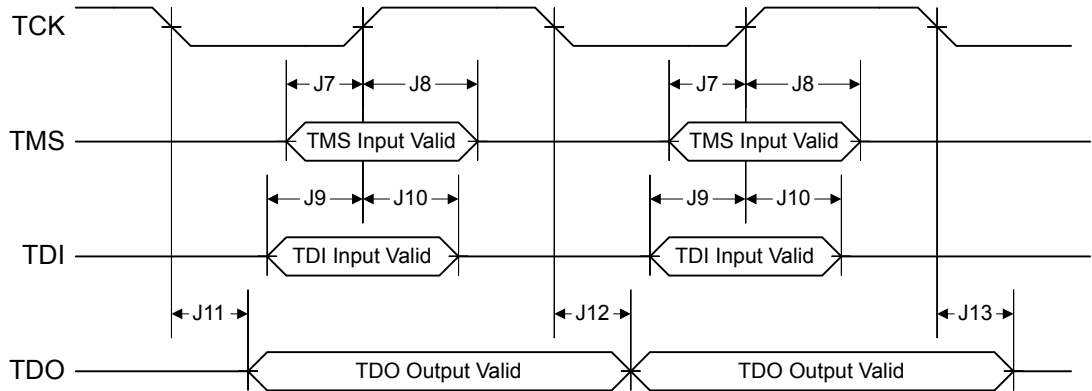 TCK
J7 J8 J7 J8
TMS TMS Input Valid TMS Input Valid
J9 J10 J9 J10
TDI TDI Input Valid TDI Input Valid
J11 J12 J13
TDO TDO Output Valid TDO Output Valid